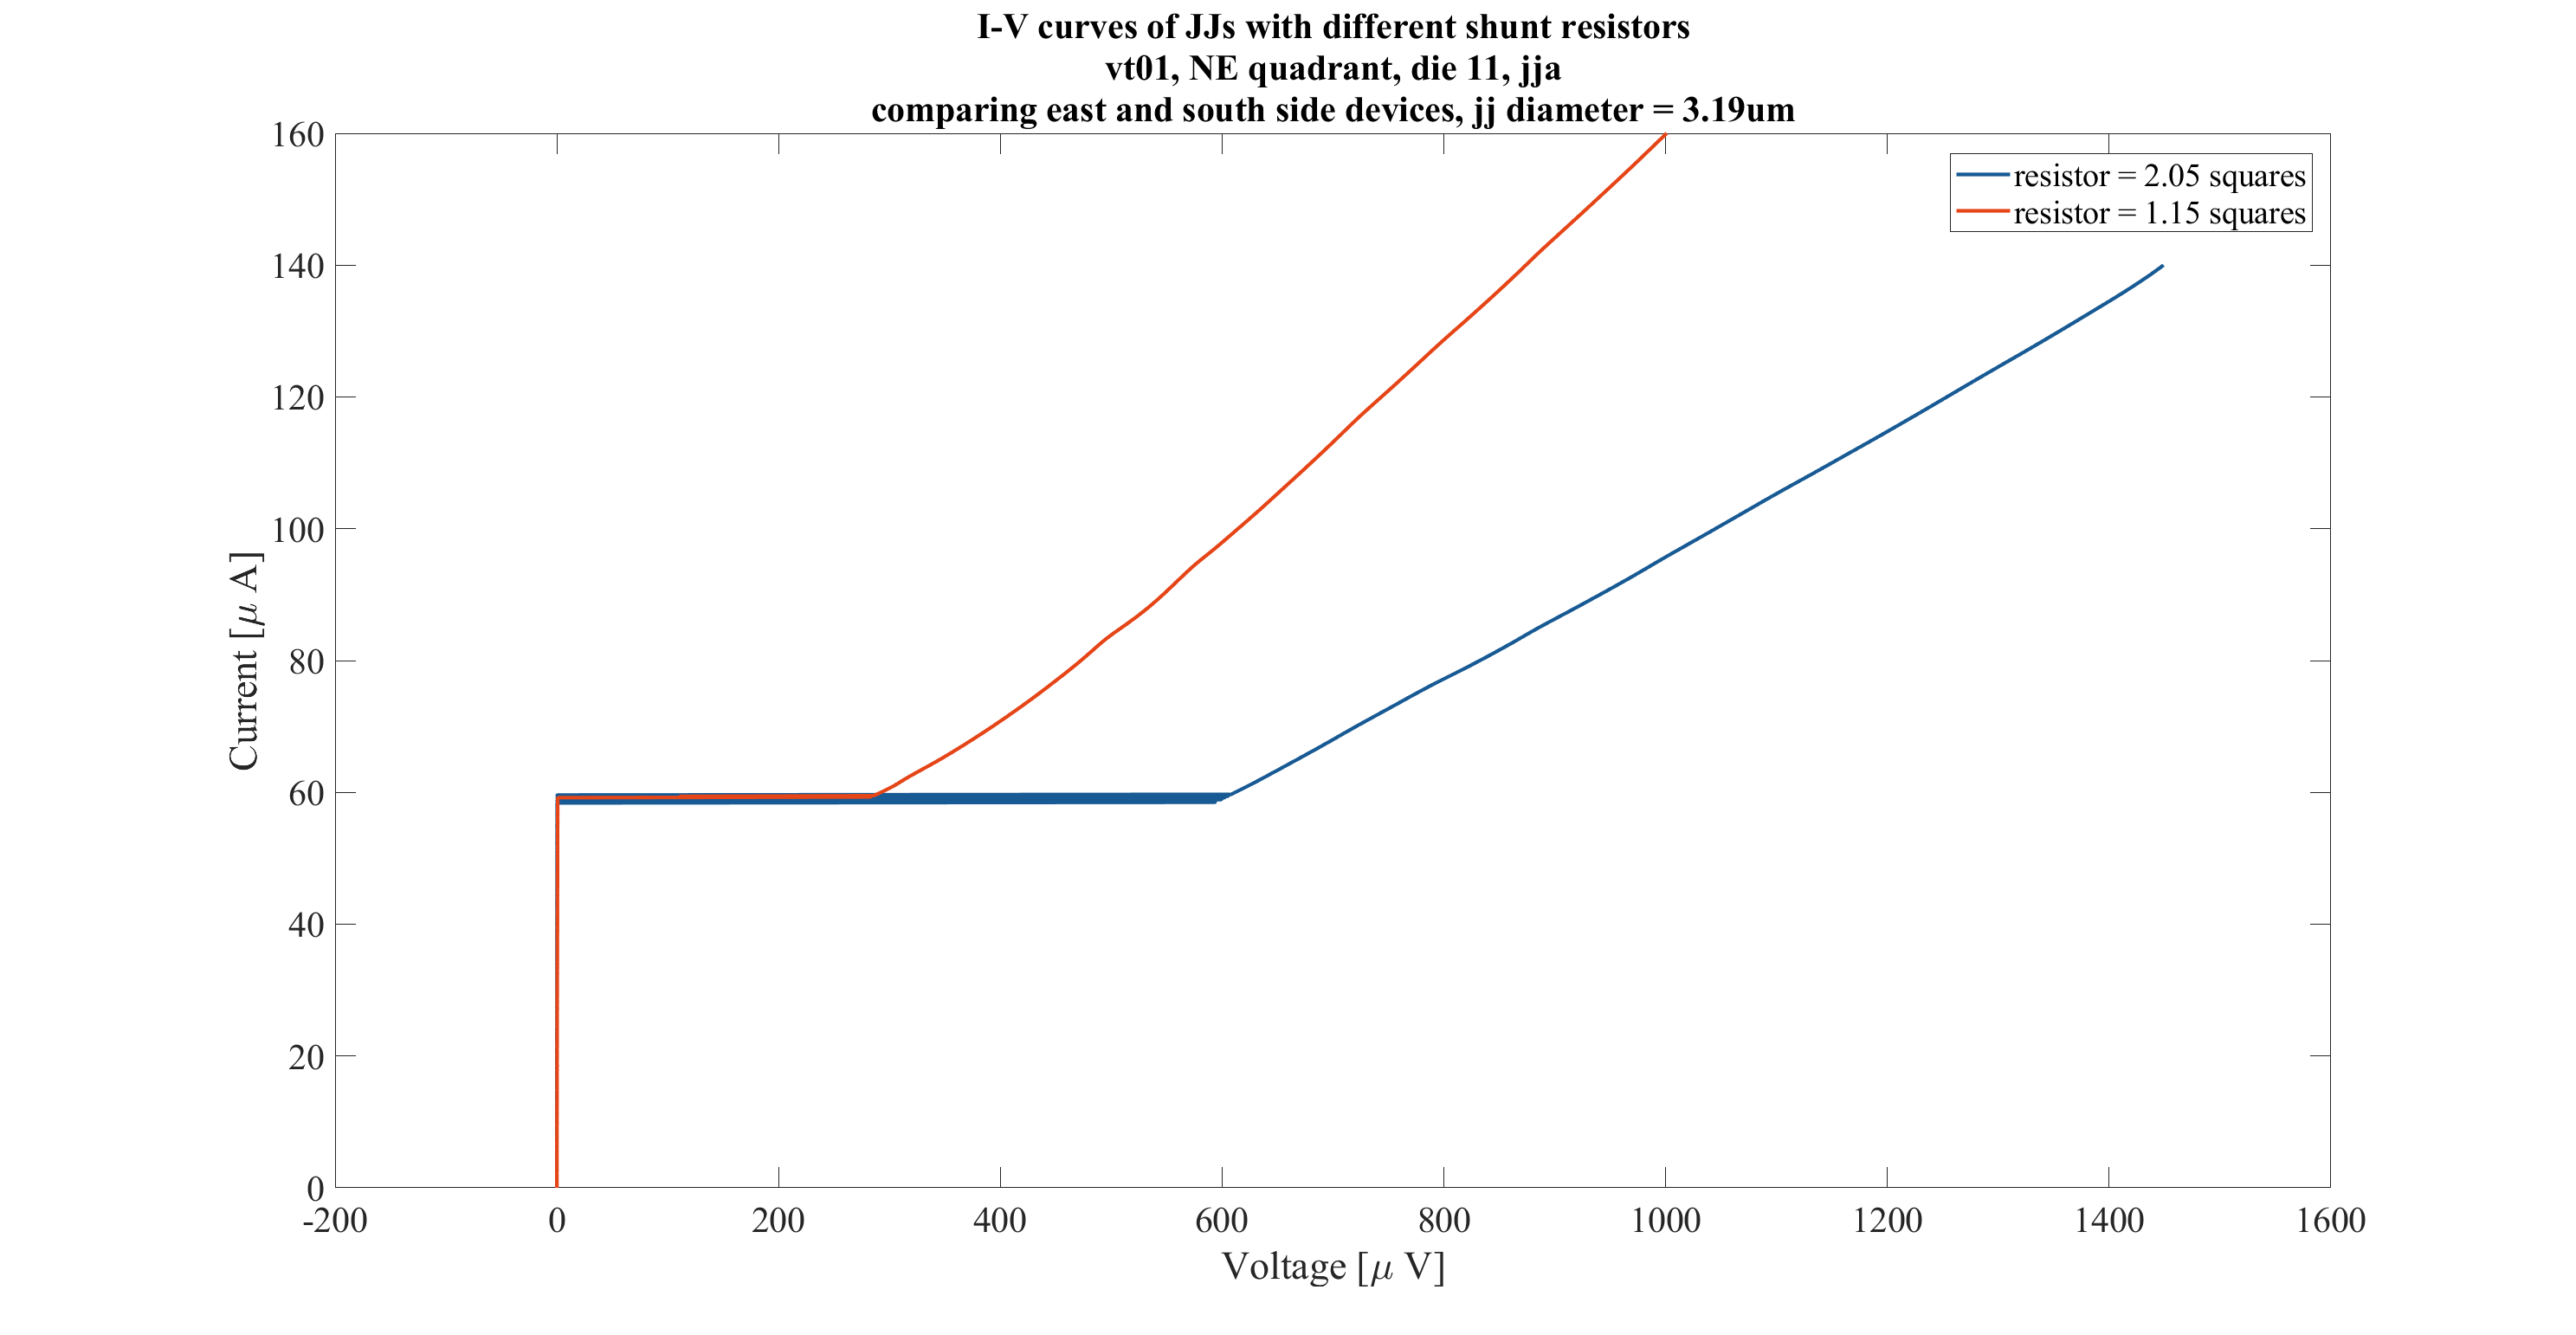 I-V curves of JJs with different shunt resistors
vt01, NE quadrant, die 11, jja
comparing east and south side devices, jj diameter = 3.19um
resistor = 2.05 squares
resistor = 1.15 squares
160
140
120
100
80
60
40
20
0
Current [μ A]
-200 0 200 400 600 800 1000 1200 1400 1600
Voltage [μ V]